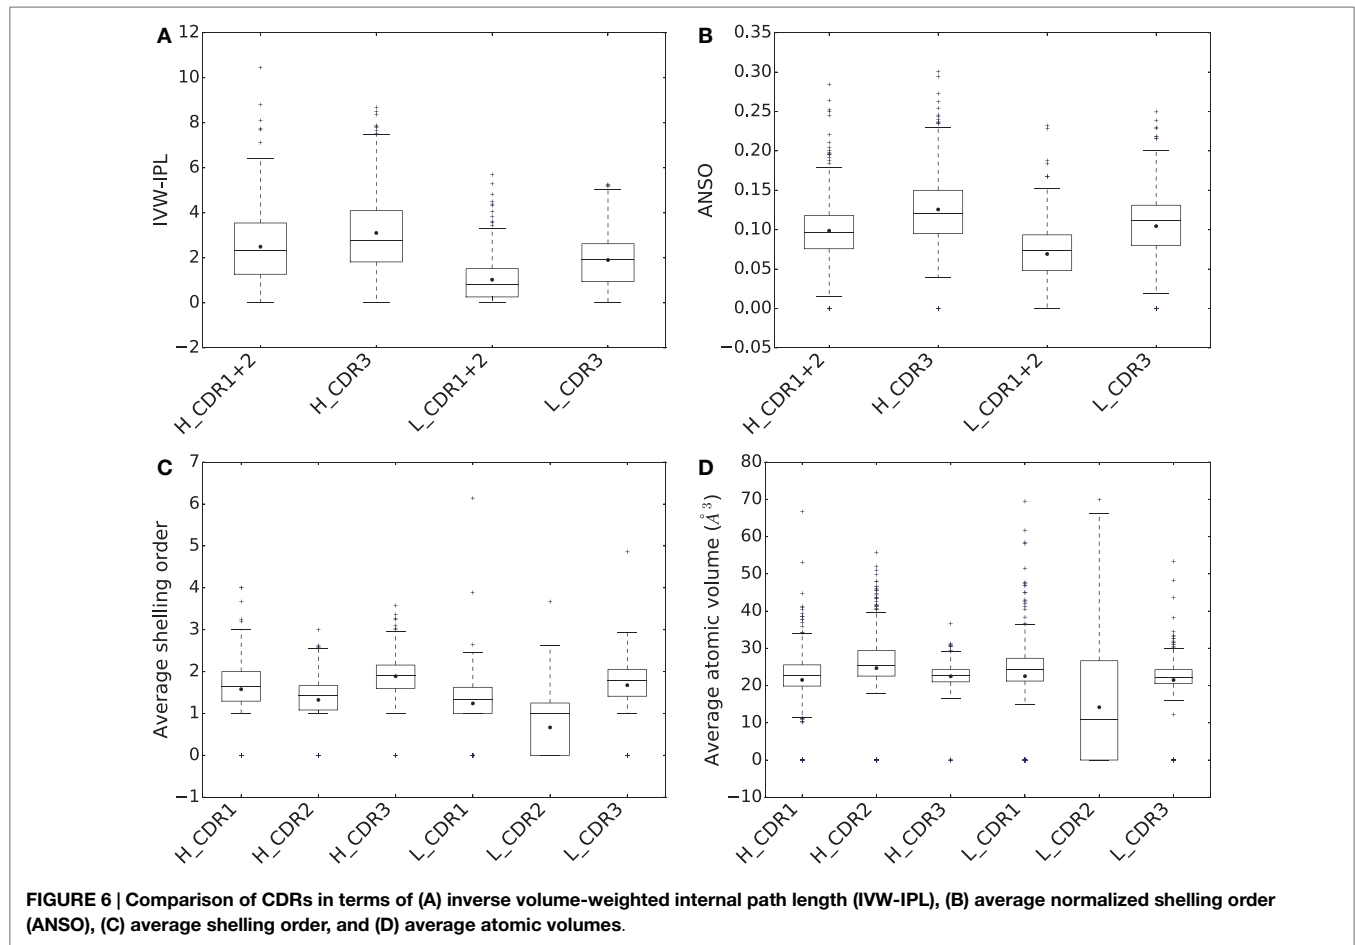 A
12
10
8
6
4
2
0
−2
IVW-IPL
H_CDR1+2
H_CDR3
L_CDR1+2
L_CDR3
B
0.35
0.30
0.25
0.20
0.15
0.10
0.05
0.00
−0.05
ANSO
H_CDR1+2
H_CDR3
L_CDR1+2
L_CDR3
C
7
6
5
4
3
2
1
0
−1
Average shelling order
H_CDR1
H_CDR2
H_CDR3
L_CDR1
L_CDR2
L_CDR3
D
80
70
60
50
40
30
20
10
0
−10
Average atomic volume (Å³)
H_CDR1
H_CDR2
H_CDR3
L_CDR1
L_CDR2
L_CDR3
FIGURE 6 | Comparison of CDRs in terms of (A) inverse volume-weighted internal path length (IVW-IPL), (B) average normalized shelling order
(ANSO), (C) average shelling order, and (D) average atomic volumes.